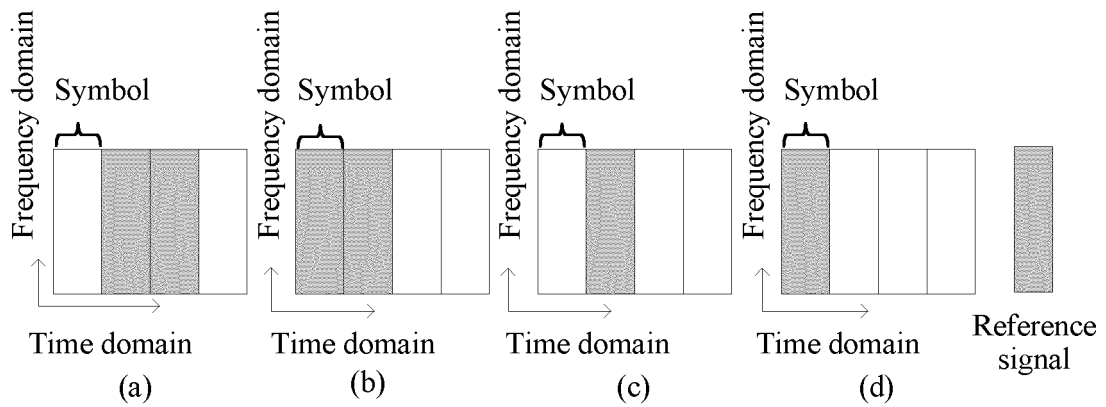 Frequency domain
Symbol
Time domain
(a)
Frequency domain
Symbol
Time domain
(b)
Frequency domain
Symbol
Time domain
(c)
Frequency domain
Symbol
Time domain
(d)
Reference
signal